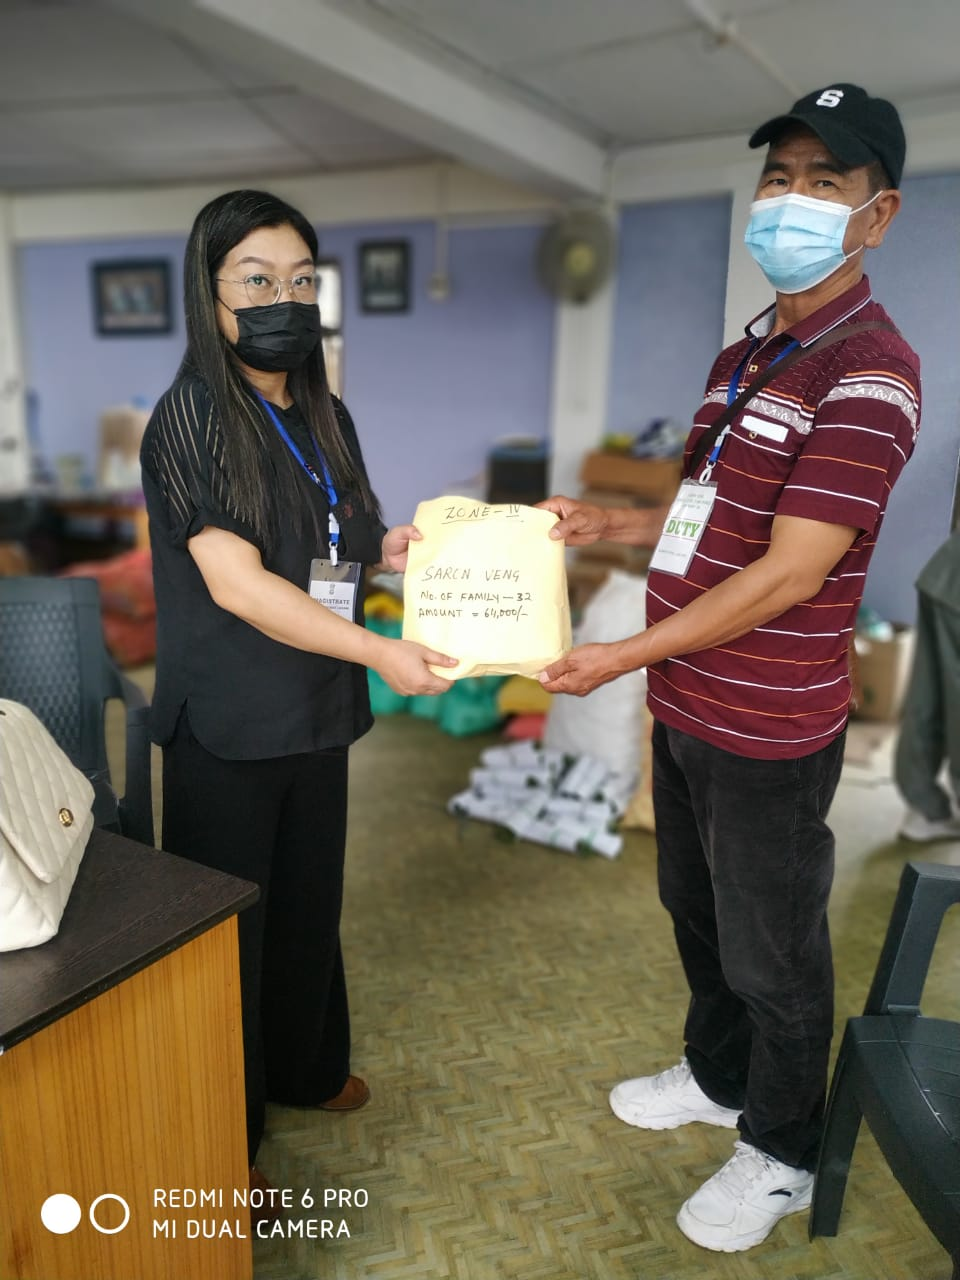 S
ZONE - IV
SARON VENG
NO. OF FAMILY - 32
AMOUNT = 64,000/-
MAGISTRATE
DCTY
REDMI NOTE 6 PRO
MI DUAL CAMERA